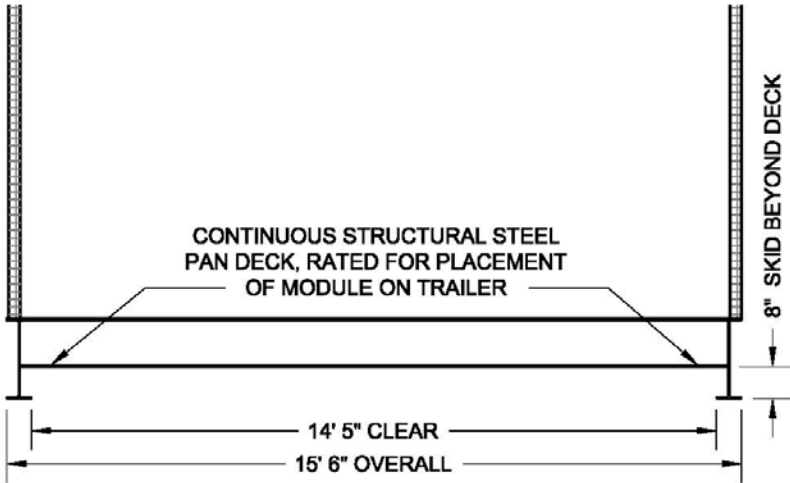 CONTINUOUS STRUCTURAL STEEL
PAN DECK, RATED FOR PLACEMENT
OF MODULE ON TRAILER
8" SKID BEYOND DECK
14' 5" CLEAR
15' 6" OVERALL